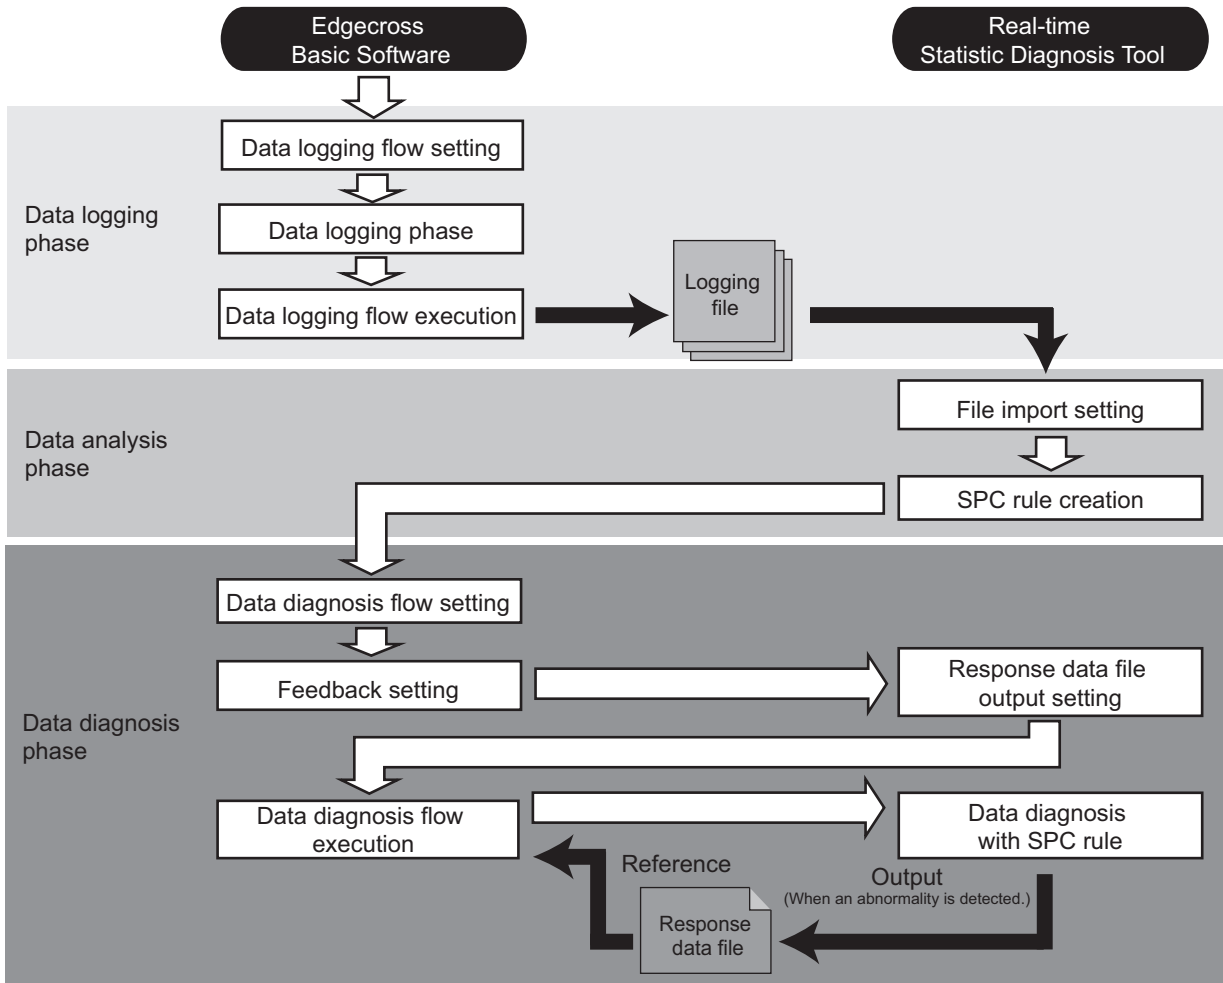 Edgecross
Basic Software
Real-time
Statistic Diagnosis Tool
Data logging flow setting
Data logging
phase
Data logging phase
Logging
file
Data logging flow execution
File import setting
Data analysis
phase
SPC rule creation
Data diagnosis flow setting
Feedback setting
Response data file
output setting
Data diagnosis
phase
Data diagnosis flow
execution
Data diagnosis
with SPC rule
Reference
Output
(When an abnormality is detected.)
Response
data file